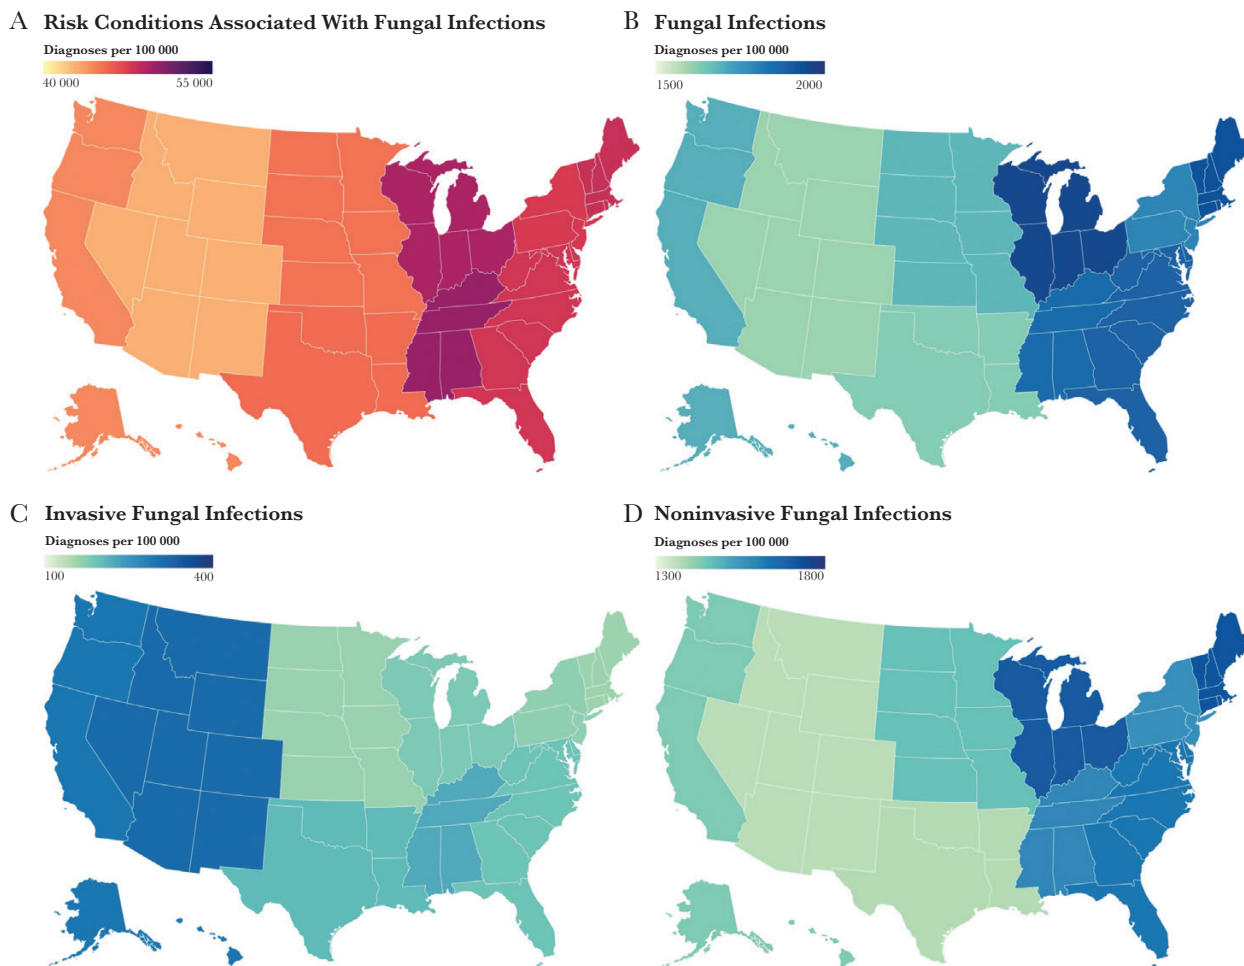 A Risk Conditions Associated With Fungal Infections
Diagnoses per 100 000
40 000 55 000
B Fungal Infections
Diagnoses per 100 000
1500 2000
C Invasive Fungal Infections
Diagnoses per 100 000
100 400
D Noninvasive Fungal Infections
Diagnoses per 100 000
1300 1800